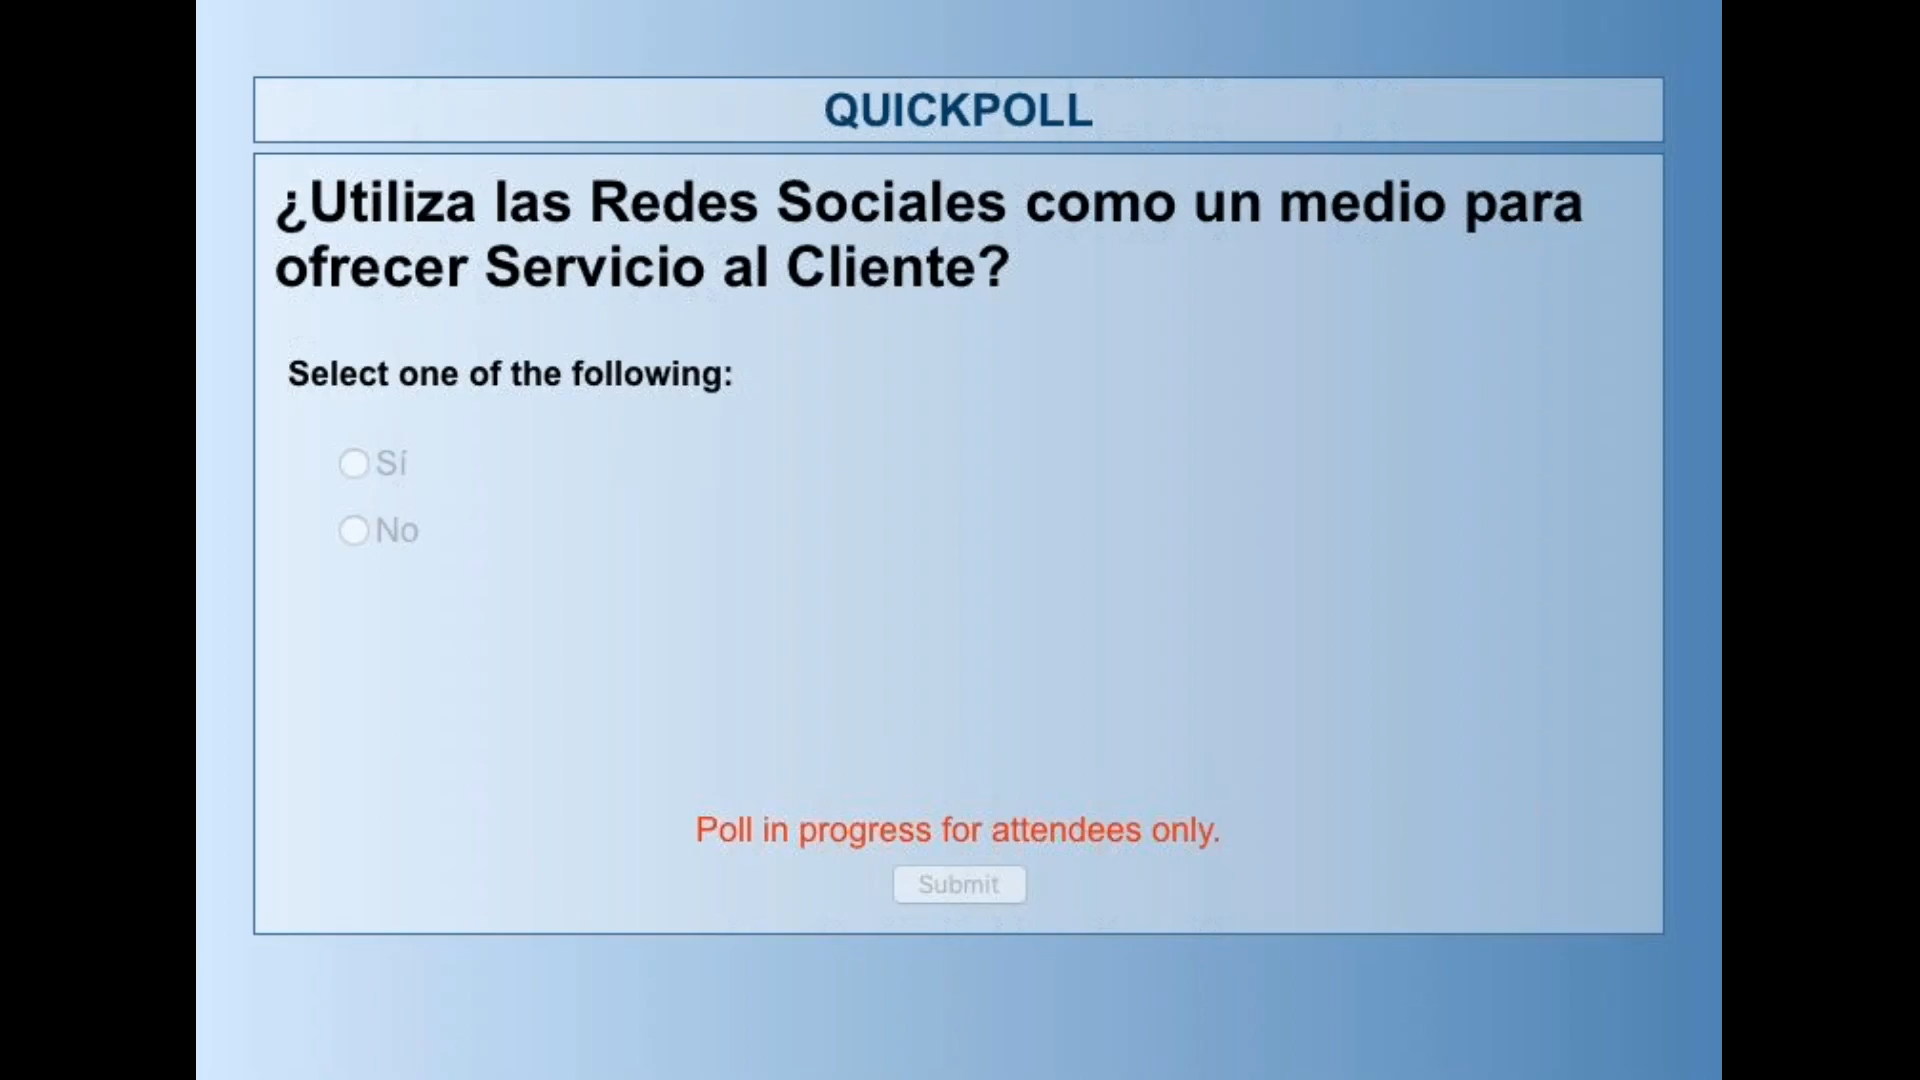 QUICKPOLL
¿Utiliza las Redes Sociales como un medio para
ofrecer Servicio al Cliente?
Select one of the following:
Sí
No
Poll in progress for attendees only.
Submit